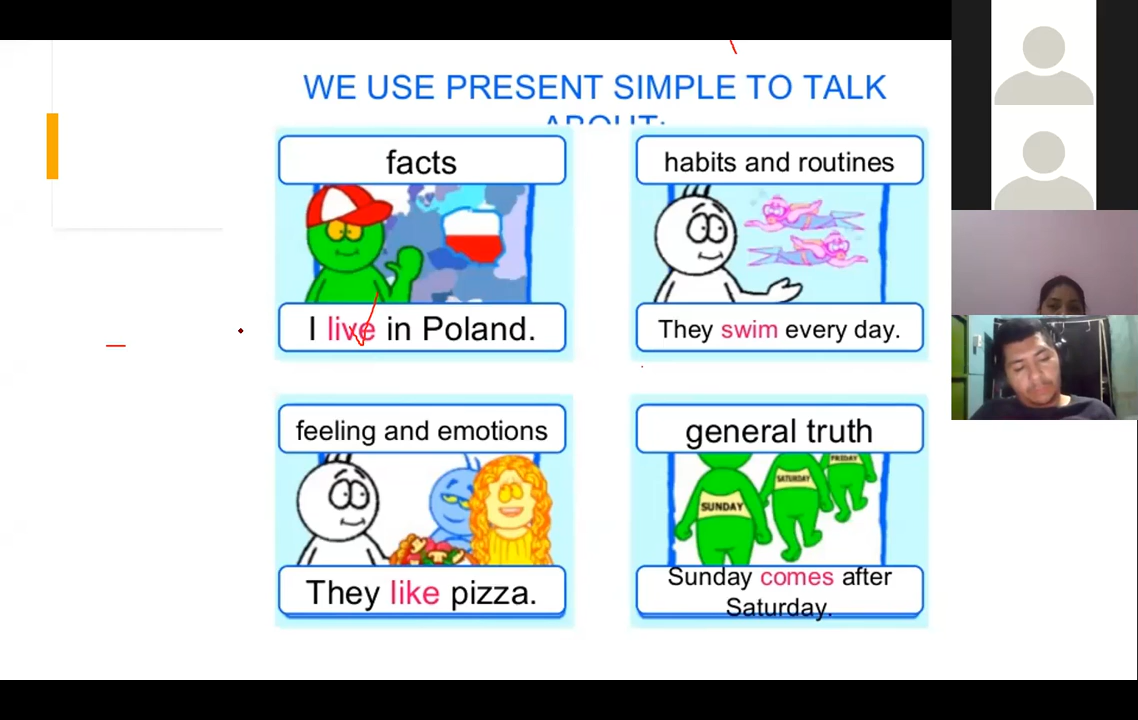 WE USE PRESENT SIMPLE TO TALK
ABOUT:
facts
habits and routines
I live in Poland.
They swim every day.
feeling and emotions
general truth
SUNDAY
SATURDAY
FRIDAY
They like pizza.
Sunday comes after
Saturday.